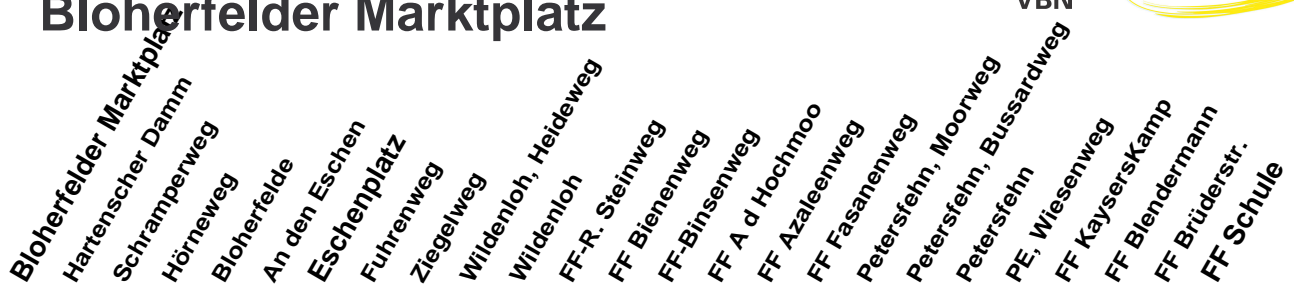 Bloherfelder Marktplatz
VBN
Bloherfelder Marktplatz
Hartenscher Damm
Schramperweg
Hörneweg
Bloherfelde
An den Eschen
Eschenplatz
Fuhrenweg
Ziegelweg
Wildenloh, Heideweg
Wildenloh
FF-R. Steinweg
FF Bienenweg
FF-Binsenweg
FF A d Hochmoo
FF Azaleenweg
FF Fasanenweg
Petersfehn, Moorweg
Petersfehn, Bussardweg
Petersfehn
PE, Wiesenweg
FF KaysersKamp
FF Blendermann
FF Brüderstr.
FF Schule